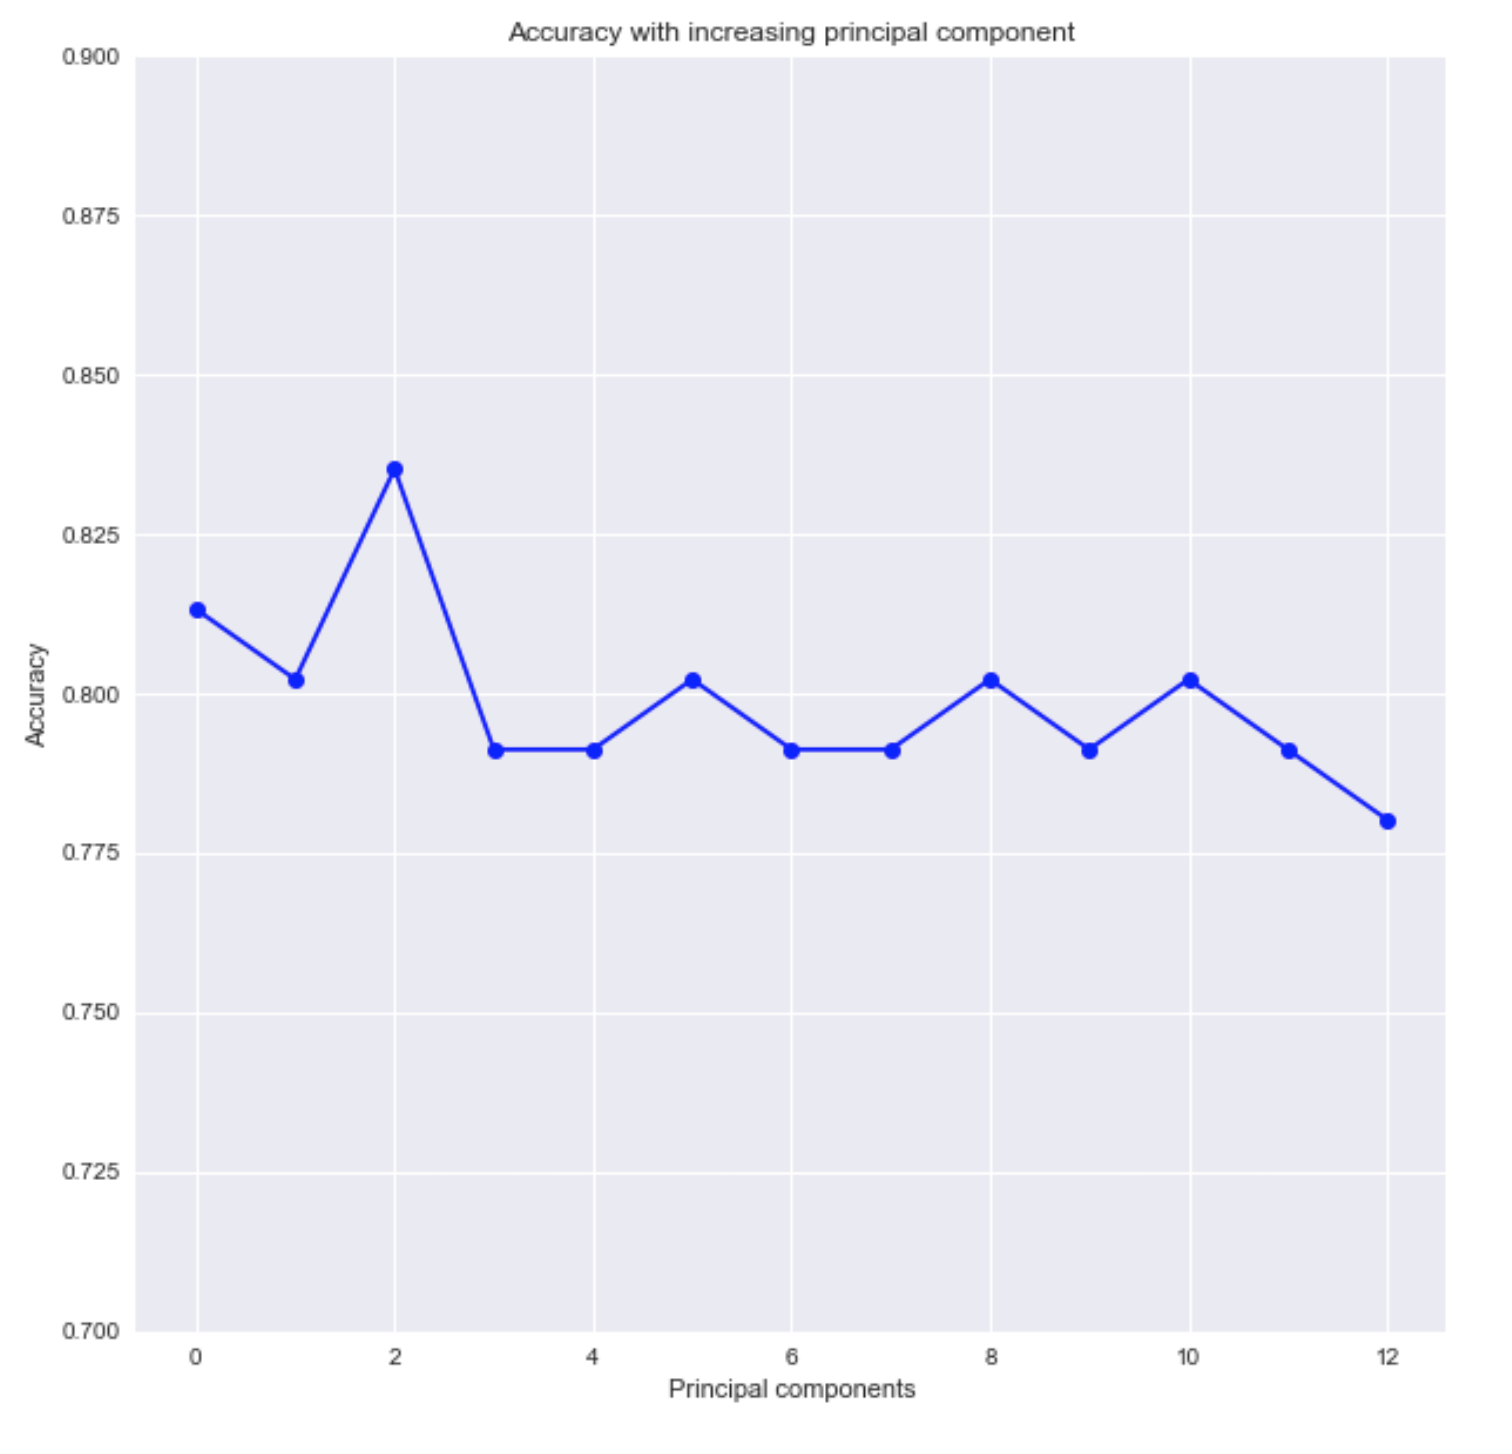 Accuracy with increasing principal component
0.900
0.875
0.850
0.825
0.800
0.775
0.750
0.725
0.700
Accuracy
0 2 4 6 8 10 12
Principal components